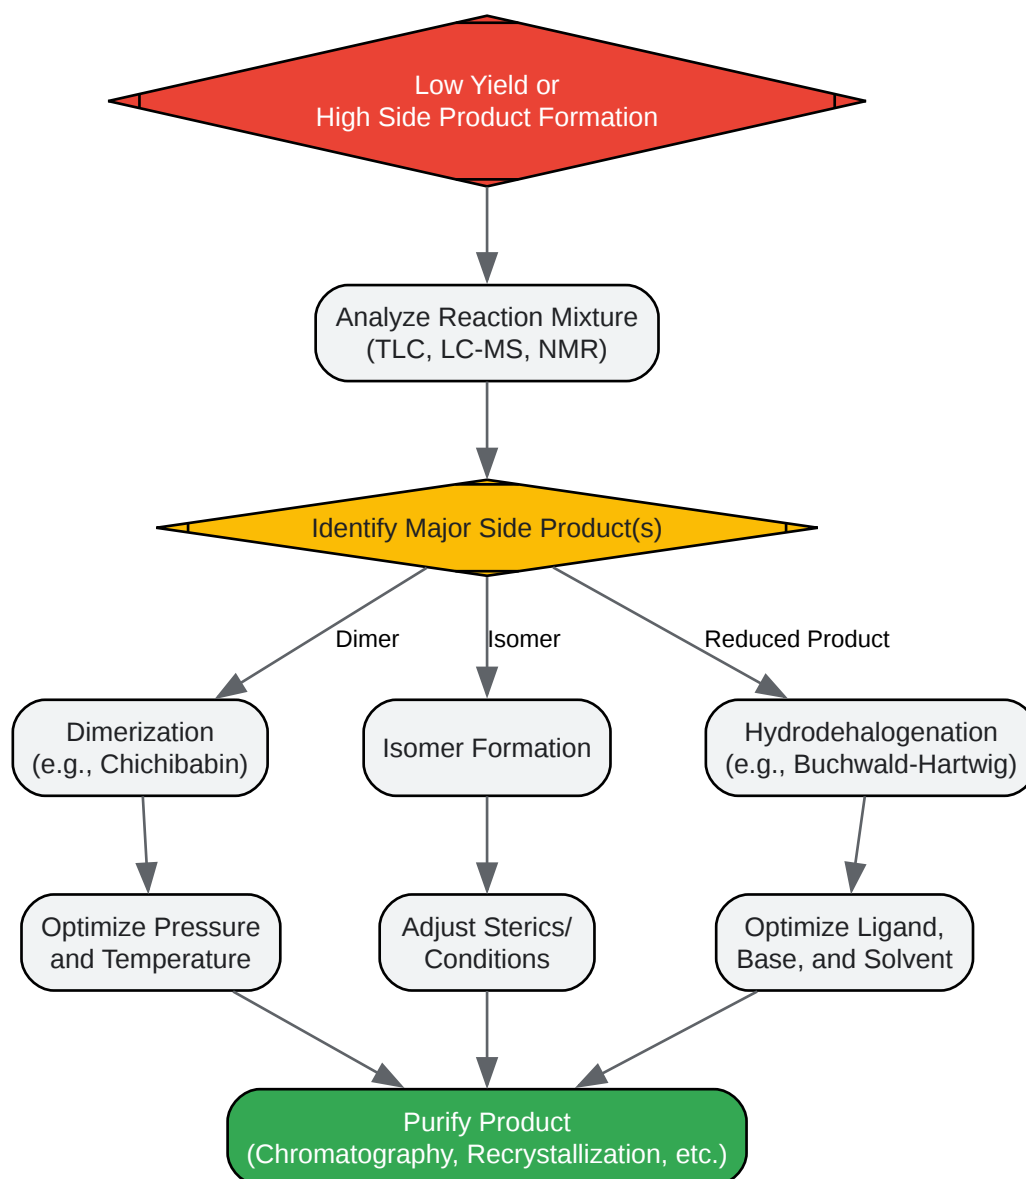 Low Yield or
High Side Product Formation
Analyze Reaction Mixture
(TLC, LC-MS, NMR)
Identify Major Side Product(s)
Dimer
Isomer
Reduced Product
Dimerization
(e.g., Chichibabin)
Isomer Formation
Hydrodehalogenation
(e.g., Buchwald-Hartwig)
Optimize Pressure
and Temperature
Adjust Sterics/
Conditions
Optimize Ligand,
Base, and Solvent
Purify Product
(Chromatography, Recrystallization, etc.)